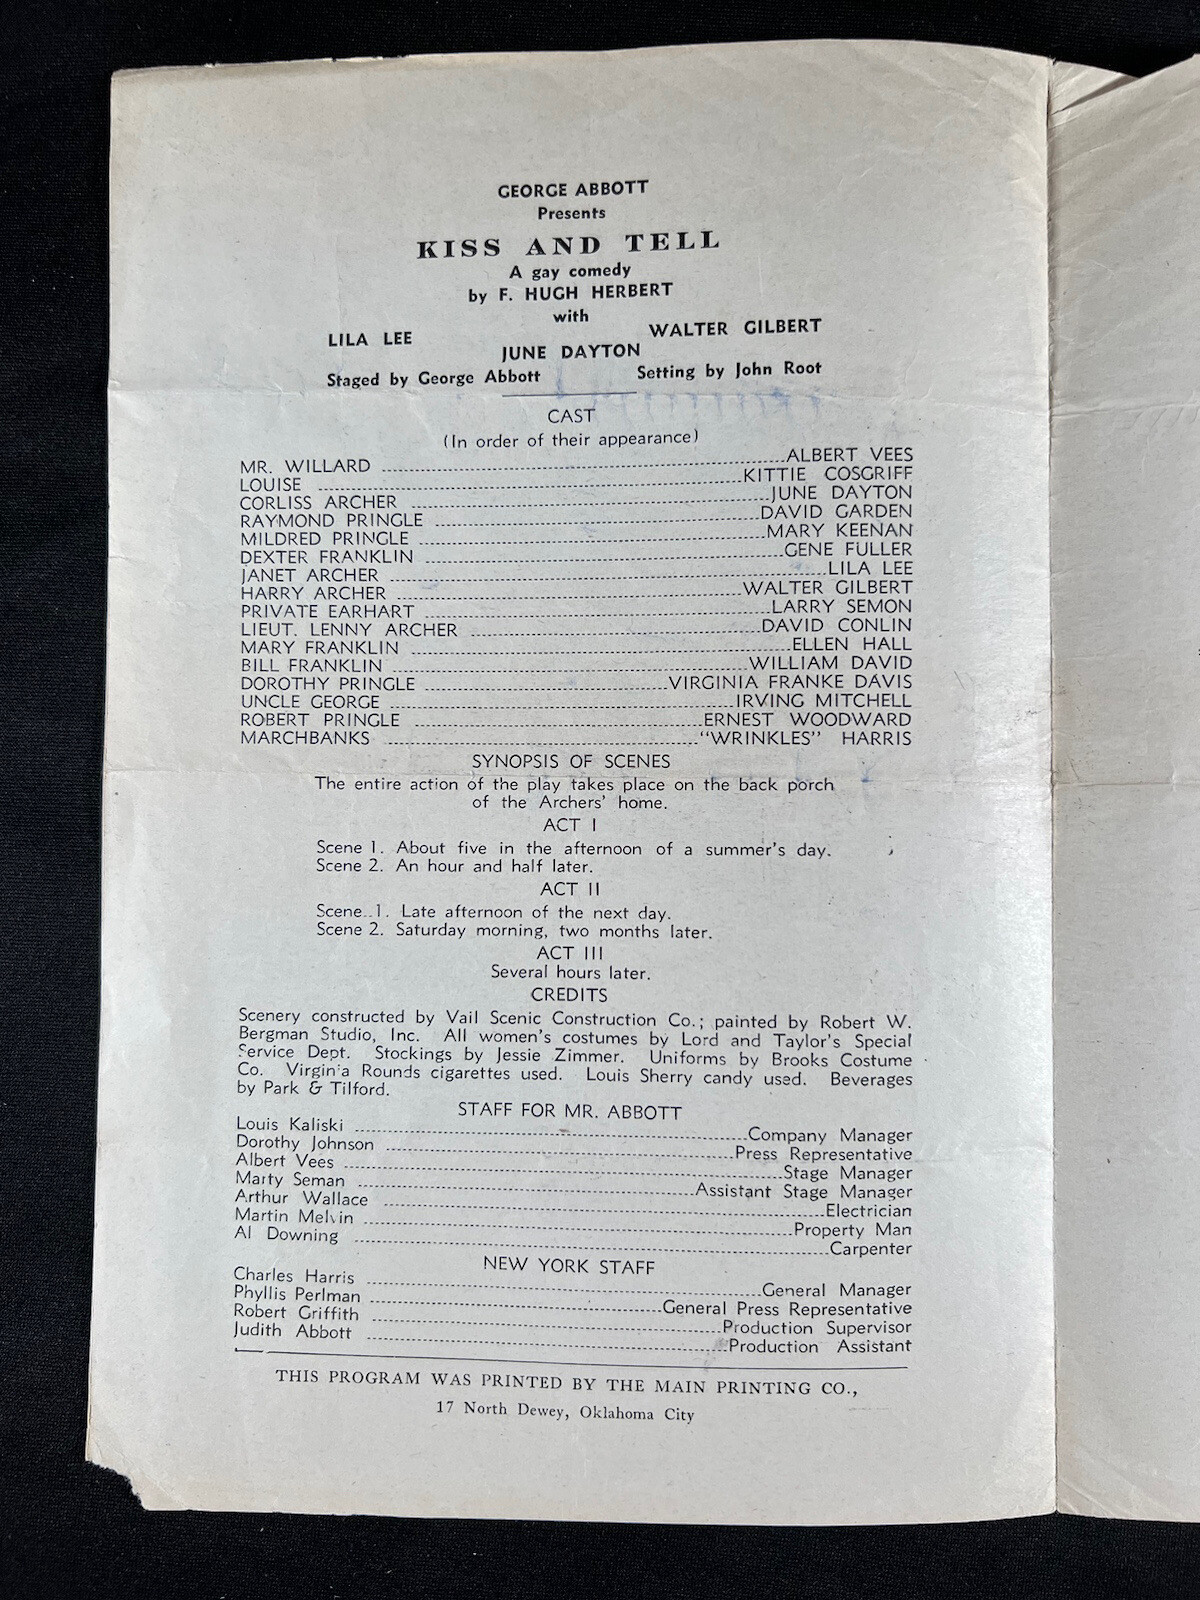 GEORGE ABBOTT
Presents
KISS AND TELL
A gay comedy
by F. HUGH HERBERT
with
LILA LEE WALTER GILBERT
JUNE DAYTON
Staged by George Abbott Setting by John Root
CAST
(In order of their appearance)
MR. WILLARD ALBERT VEES
LOUISE KITTIE COSGRIFF
CORLISS ARCHER JUNE DAYTON
RAYMOND PRINGLE DAVID GARDEN
MILDRED PRINGLE MARY KEENAN
DEXTER FRANKLIN GENE FULLER
JANET ARCHER LILA LEE
HARRY ARCHER WALTER GILBERT
PRIVATE EARHART LARRY SEMON
LIEUT. LENNY ARCHER DAVID CONLIN
MARY FRANKLIN ELLEN HALL
BILL FRANKLIN WILLIAM DAVID
DOROTHY PRINGLE VIRGINIA FRANKE DAVIS
UNCLE GEORGE IRVING MITCHELL
ROBERT PRINGLE ERNEST WOODWARD
MARCHBANKS "WRINKLES" HARRIS
SYNOPSIS OF SCENES
The entire action of the play takes place on the back porch
of the Archers' home.
ACT I
Scene 1. About five in the afternoon of a summer's day.
Scene 2. An hour and half later.
ACT II
Scene 1. Late afternoon of the next day.
Scene 2. Saturday morning, two months later.
ACT III
Several hours later.
CREDITS
Scenery constructed by Vail Scenic Construction Co.; painted by Robert W.
Bergman Studio, Inc. All women's costumes by Lord and Taylor's Special
Service Dept. Stockings by Jessie Zimmer. Uniforms by Brooks Costume
Co. Virginia Rounds cigarettes used. Louis Sherry candy used. Beverages
by Park & Tilford.
STAFF FOR MR. ABBOTT
Louis Kaliski Company Manager
Dorothy Johnson Press Representative
Albert Vees Stage Manager
Marty Seman Assistant Stage Manager
Arthur Wallace Electrician
Martin Melvin Property Man
Al Downing Carpenter
NEW YORK STAFF
Charles Harris General Manager
Phyllis Perlman General Press Representative
Robert Griffith Production Supervisor
Judith Abbott Production Assistant
THIS PROGRAM WAS PRINTED BY THE MAIN PRINTING CO.,
17 North Dewey, Oklahoma City